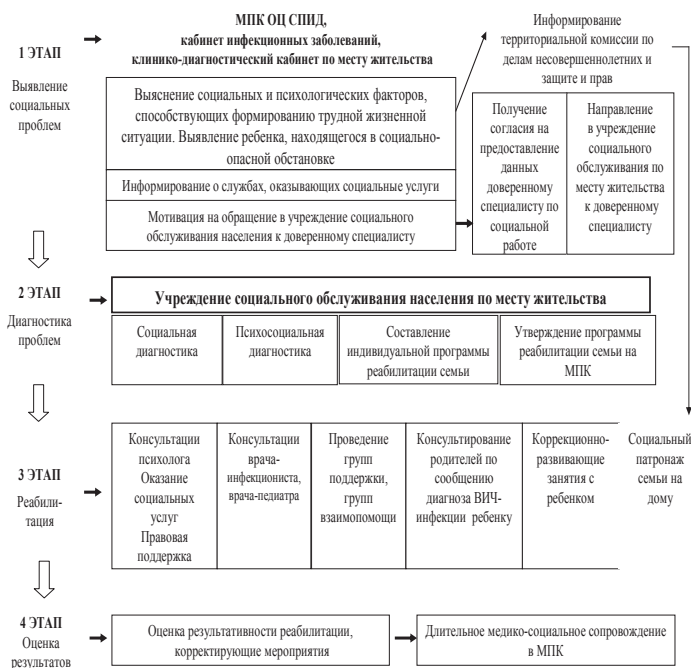 1 ЭТАП
Выявление
социальных
проблем
МПК ОЦ СПИД,
кабинет инфекционных заболеваний,
клинико-диагностический кабинет по месту жительства
Выяснение социальных и психологических факторов,
способствующих формированию трудной жизненной
ситуации. Выявление ребенка, находящегося в социально-
опасной обстановке
Информирование о службах, оказывающих социальные услуги
Мотивация на обращение в учреждение социального
обслуживания населения к доверенному специалисту
Информирование
территориальной комиссии по
делам несовершеннолетних и
защите и прав
Получение
согласия на
предоставление
данных
доверенному
специалисту по
социальной
работе
Направление
в учреждение
социального
обслуживания по
месту жительства
к доверенному
специалисту
2 ЭТАП
Диагностика
проблем
Учреждение социального обслуживания населения по месту жительства
Социальная
диагностика
Психосоциальная
диагностика
Составление
индивидуальной программы
реабилитации семьи
Утверждение программы
реабилитации семьи на
МПК
3 ЭТАП
Реабили-
тация
Консультации
психолога
Оказание
социальных
услуг
Правовая
поддержка
Консультации
врача-
инфекциониста,
врача-педиатра
Проведение
групп
поддержки,
групп
взаимопомощи
Консультирование
родителей по
сообщению
диагноза ВИЧ-
инфекции ребенку
Коррекционно-
развивающие
занятия с
ребенком
Социальный
патронаж
семьи на
дому
4 ЭТАП
Оценка
результатов
Оценка результативности реабилитации,
корректирующие мероприятия
Длительное медико-социальное сопровождение
в МПК